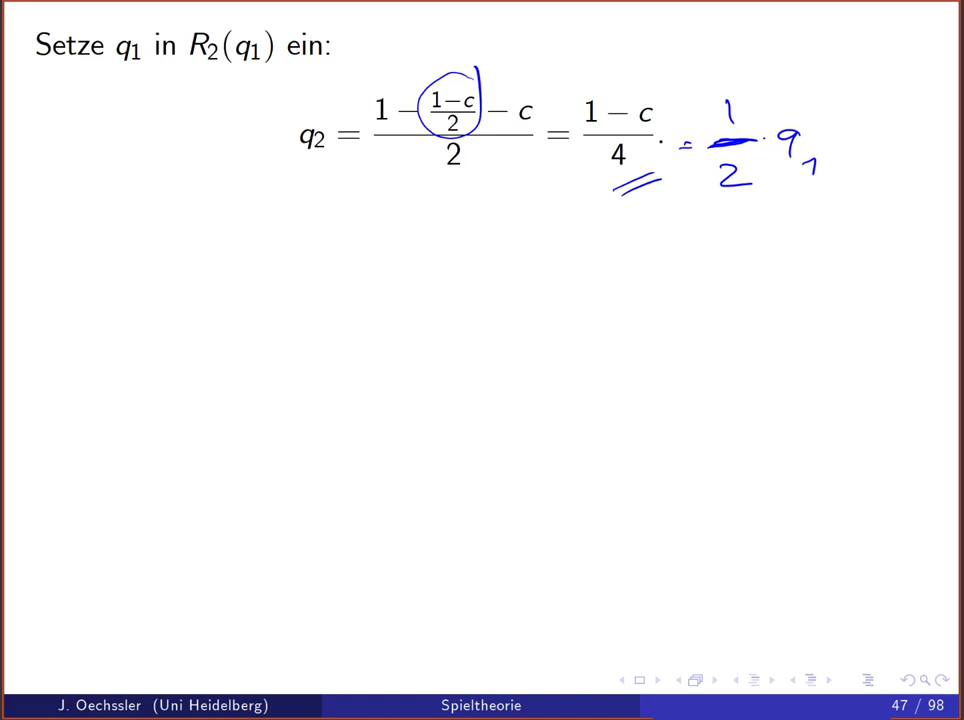 Setze q₁ in R₂(q₁) ein:
q₂ = (1 − (1−c)/2 − c)/2 = (1 − c)/4. = 1/2 · q₁
J. Oechssler (Uni Heidelberg) Spieltheorie 47 / 98